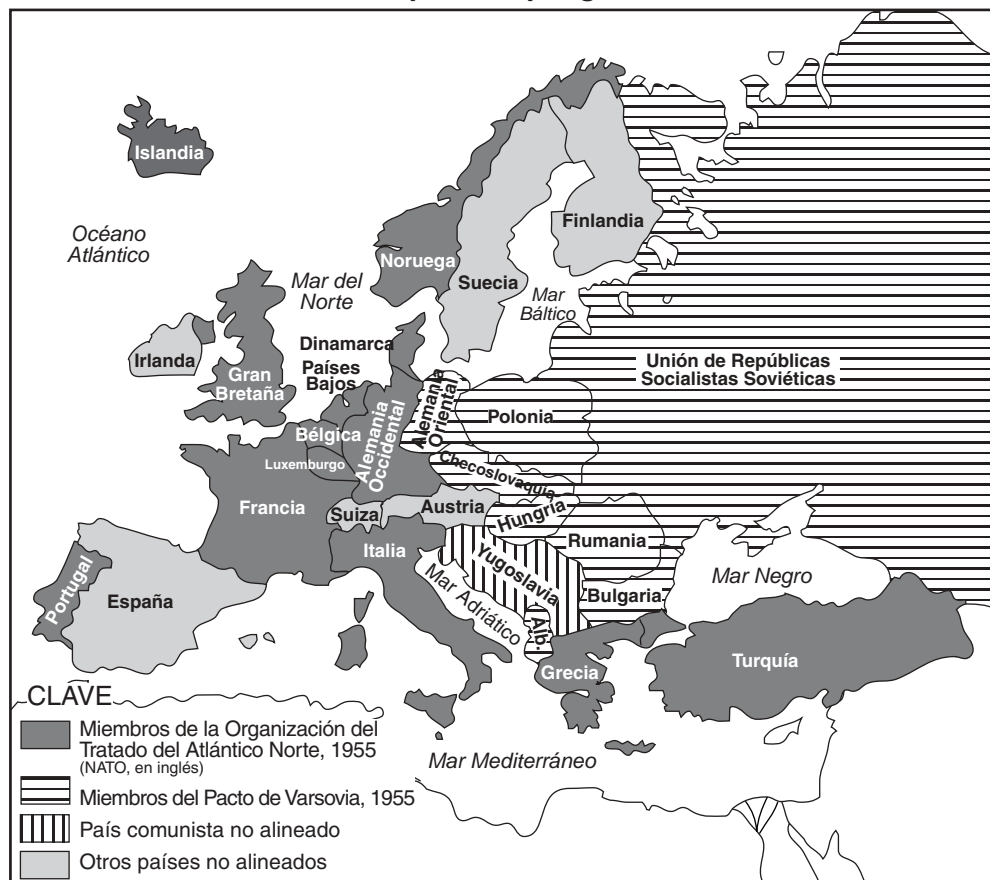 Islandia
Océano
Atlántico
Noruega
Finlandia
Suecia
Mar del
Norte
Mar
Báltico
Irlanda
Gran
Bretaña
Dinamarca
Países
Bajos
Unión de Repúblicas
Socialistas Soviéticas
Alemania
Oriental
Polonia
Bélgica
Alemania
Occidental
Luxemburgo
Checoslovaquia
Francia
Suiza
Austria
Hungría
Italia
Rumania
Yugoslavia
Mar Negro
Portugal
España
Mar Adriático
Bulgaria
Alb.
Grecia
Turquía
Mar Mediterráneo
CLAVE
Miembros de la Organización del
Tratado del Atlántico Norte, 1955
(NATO, en inglés)
Miembros del Pacto de Varsovia, 1955
País comunista no alineado
Otros países no alineados